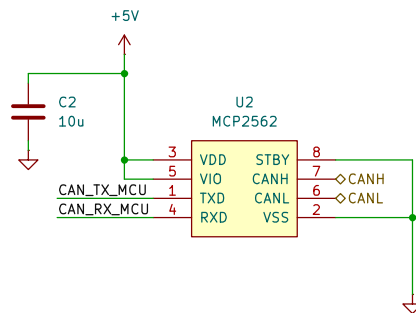 +5V
C2
10u
U2
MCP2562
3 VDD STBY 8
5 VIO CANH 7 CANH
CAN_TX_MCU 1 TXD CANL 6 CANL
CAN_RX_MCU 4 RXD VSS 2